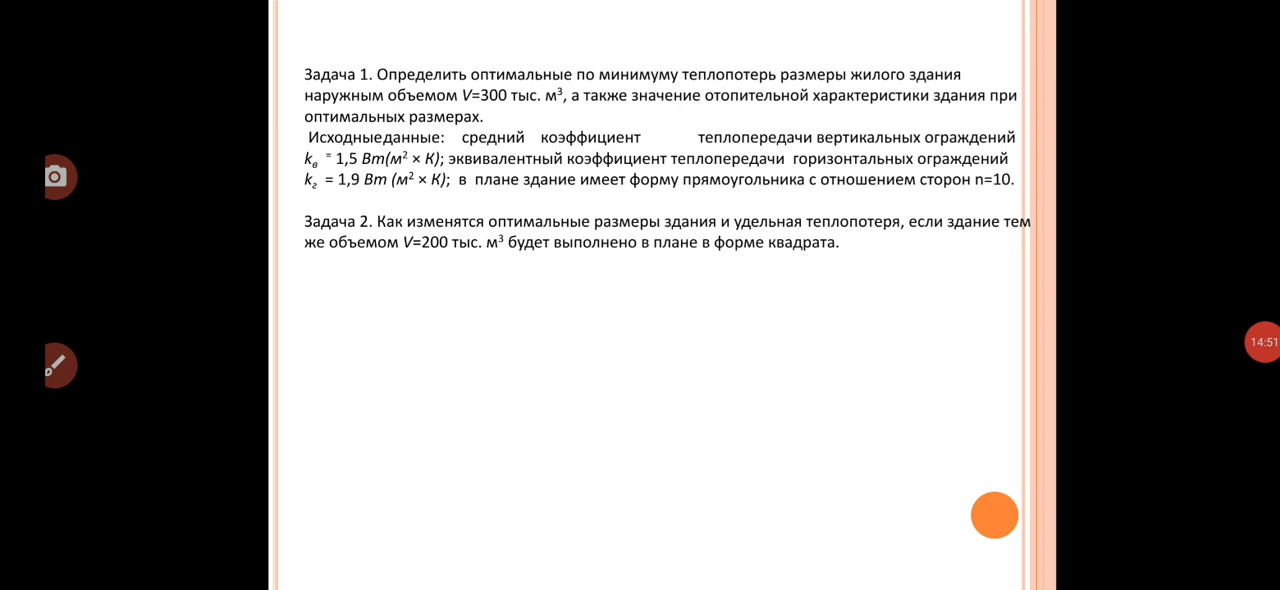 Задача 1. Определить оптимальные по минимуму теплопотерь размеры жилого здания
наружным объемом V=300 тыс. м³, а также значение отопительной характеристики здания при
оптимальных размерах.
Исходныеданные: средний коэффициент теплопередачи вертикальных ограждений
kв = 1,5 Вт(м² × К); эквивалентный коэффициент теплопередачи горизонтальных ограждений
kг = 1,9 Вт (м² × К); в плане здание имеет форму прямоугольника с отношением сторон n=10.
Задача 2. Как изменятся оптимальные размеры здания и удельная теплопотеря, если здание тем
же объемом V=200 тыс. м³ будет выполнено в плане в форме квадрата.
14:51